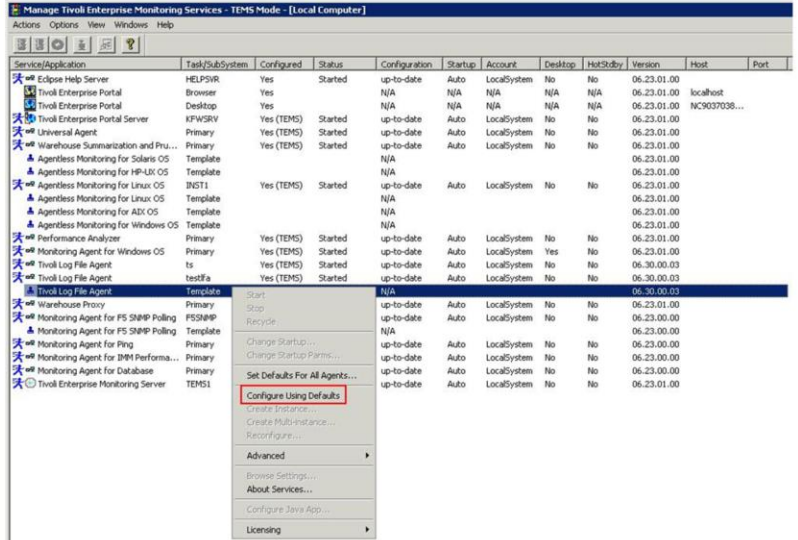 Manage Tivoli Enterprise Monitoring Services - TEMS Mode - [Local Computer]
Actions Options View Windows Help
Service/Application Task/SubSystem Configured Status Configuration Startup Account Desktop HotStdby Version Host Port
Eclipse Help Server HELPSVR Yes Started up-to-date Auto LocalSystem No No 06.23.01.00
Tivoli Enterprise Portal Browser Yes N/A N/A N/A N/A N/A 06.23.01.00 localhost
Tivoli Enterprise Portal Desktop Yes N/A N/A N/A N/A N/A 06.23.01.00 NC9037038...
Tivoli Enterprise Portal Server KFWSRV Yes (TEMS) Started up-to-date Auto LocalSystem No No 06.23.01.00
Universal Agent Primary Yes (TEMS) Started up-to-date Auto LocalSystem No No 06.23.01.00
Warehouse Summarization and Pru... Primary Yes (TEMS) Started up-to-date Auto LocalSystem No No 06.23.01.00
Agentless Monitoring for Solaris OS Template N/A 06.23.01.00
Agentless Monitoring for HP-UX OS Template N/A 06.23.01.00
Agentless Monitoring for Linux OS INST1 Yes (TEMS) Started up-to-date Auto LocalSystem No No 06.23.01.00
Agentless Monitoring for Linux OS Template N/A 06.23.01.00
Agentless Monitoring for AIX OS Template N/A 06.23.01.00
Agentless Monitoring for Windows OS Template N/A 06.23.01.00
Performance Analyzer Primary Yes (TEMS) Started up-to-date Auto LocalSystem No No 06.23.01.00
Monitoring Agent for Windows OS Primary Yes (TEMS) Started up-to-date Auto LocalSystem Yes No 06.23.01.00
Tivoli Log File Agent ts Yes (TEMS) Started up-to-date Auto LocalSystem No No 06.30.00.03
Tivoli Log File Agent testlfa Yes (TEMS) Started up-to-date Auto LocalSystem No No 06.30.00.03
Tivoli Log File Agent Template N/A 06.30.00.03
Warehouse Proxy Primary up-to-date Auto LocalSystem No No 06.23.01.00
Monitoring Agent for F5 SNMP Polling F5SNMP up-to-date Auto LocalSystem No No 06.23.00.00
Monitoring Agent for F5 SNMP Polling Template N/A 06.23.00.00
Monitoring Agent for Ping Primary up-to-date Auto LocalSystem No No 06.23.00.00
Monitoring Agent for IMM Performa... Primary up-to-date Auto LocalSystem No No 06.23.00.00
Monitoring Agent for Database Primary up-to-date Auto LocalSystem No No 06.23.00.00
Tivoli Enterprise Monitoring Server TEMS1 up-to-date Auto LocalSystem No No 06.23.01.00
Start
Stop
Recycle
Change Startup...
Change Startup Parms...
Set Defaults For All Agents...
Configure Using Defaults
Create Instance...
Create Multi-instance...
Reconfigure...
Advanced
Browse Settings...
About Services...
Configure Java App...
Licensing